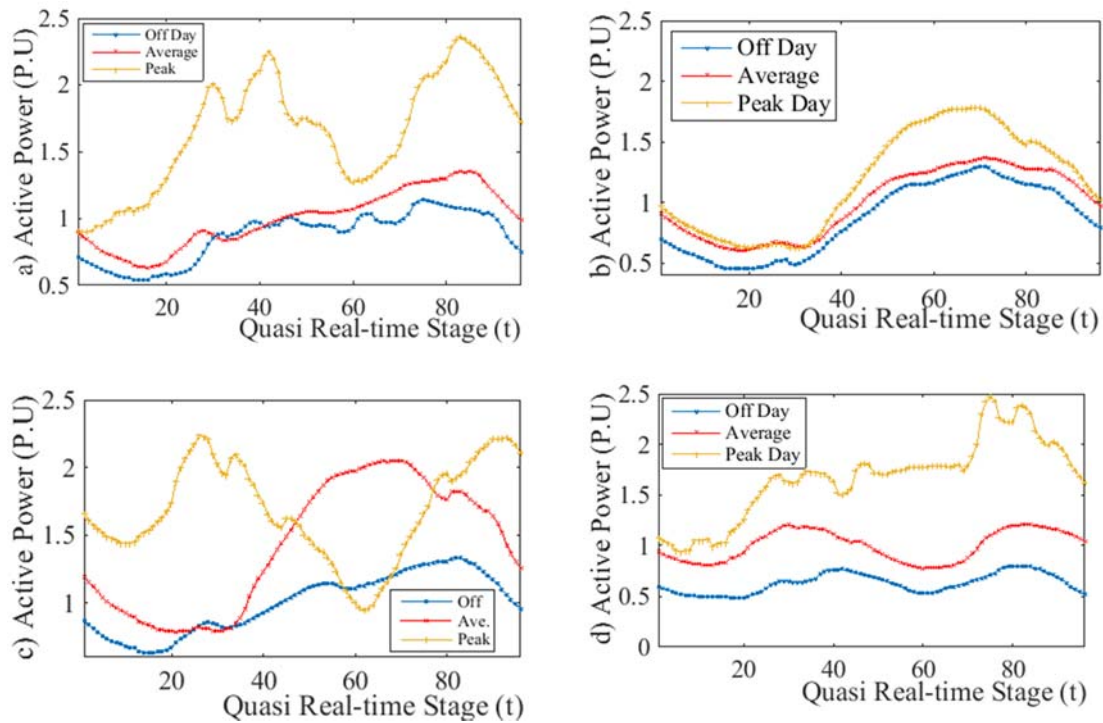 a) Active Power (P.U)
2.5
2
1.5
1
0.5
Off Day
Average
Peak
20 40 60 80
Quasi Real-time Stage (t)
b) Active Power (P.U)
2.5
2
1.5
1
0.5
Off Day
Average
Peak Day
20 40 60 80
Quasi Real-time Stage (t)
c) Active Power (P.U)
2.5
2
1.5
1
Off
Ave.
Peak
20 40 60 80
Quasi Real-time Stage (t)
d) Active Power (P.U)
2.5
2
1.5
1
0.5
0
Off Day
Average
Peak Day
20 40 60 80
Quasi Real-time Stage (t)